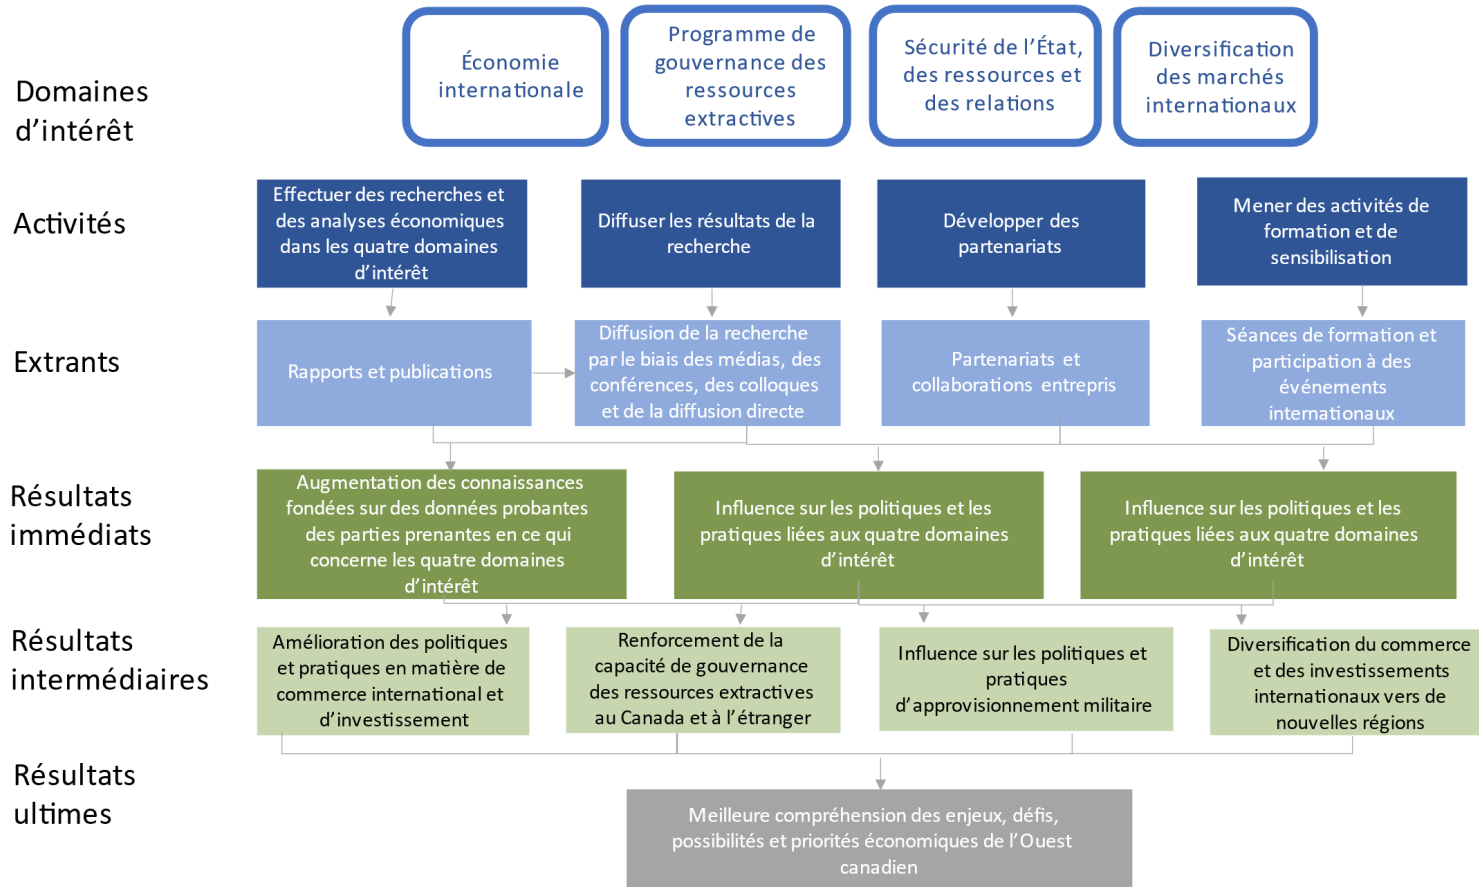 Domaines
d’intérêt
Économie
internationale
Programme de
gouvernance des
ressources
extractives
Sécurité de l’État,
des ressources et
des relations
Diversification
des marchés
internationaux
Activités
Effectuer des recherches et
des analyses économiques
dans les quatre domaines
d’intérêt
Diffuser les résultats de la
recherche
Développer des
partenariats
Mener des activités de
formation et de
sensibilisation
Extrants
Rapports et publications
Diffusion de la recherche
par le biais des médias, des
conférences, des colloques
et de la diffusion directe
Partenariats et
collaborations entrepris
Séances de formation et
participation à des
événements
internationaux
Résultats
immédiats
Augmentation des connaissances
fondées sur des données probantes
des parties prenantes en ce qui
concerne les quatre domaines
d’intérêt
Influence sur les politiques et les
pratiques liées aux quatre domaines
d’intérêt
Influence sur les politiques et les
pratiques liées aux quatre domaines
d’intérêt
Résultats
intermédiaires
Amélioration des politiques
et pratiques en matière de
commerce international et
d’investissement
Renforcement de la
capacité de gouvernance
des ressources extractives
au Canada et à l’étranger
Influence sur les politiques et
pratiques
d’approvisionnement militaire
Diversification du commerce
et des investissements
internationaux vers de
nouvelles régions
Résultats
ultimes
Meilleure compréhension des enjeux, défis,
possibilités et priorités économiques de l’Ouest
canadien